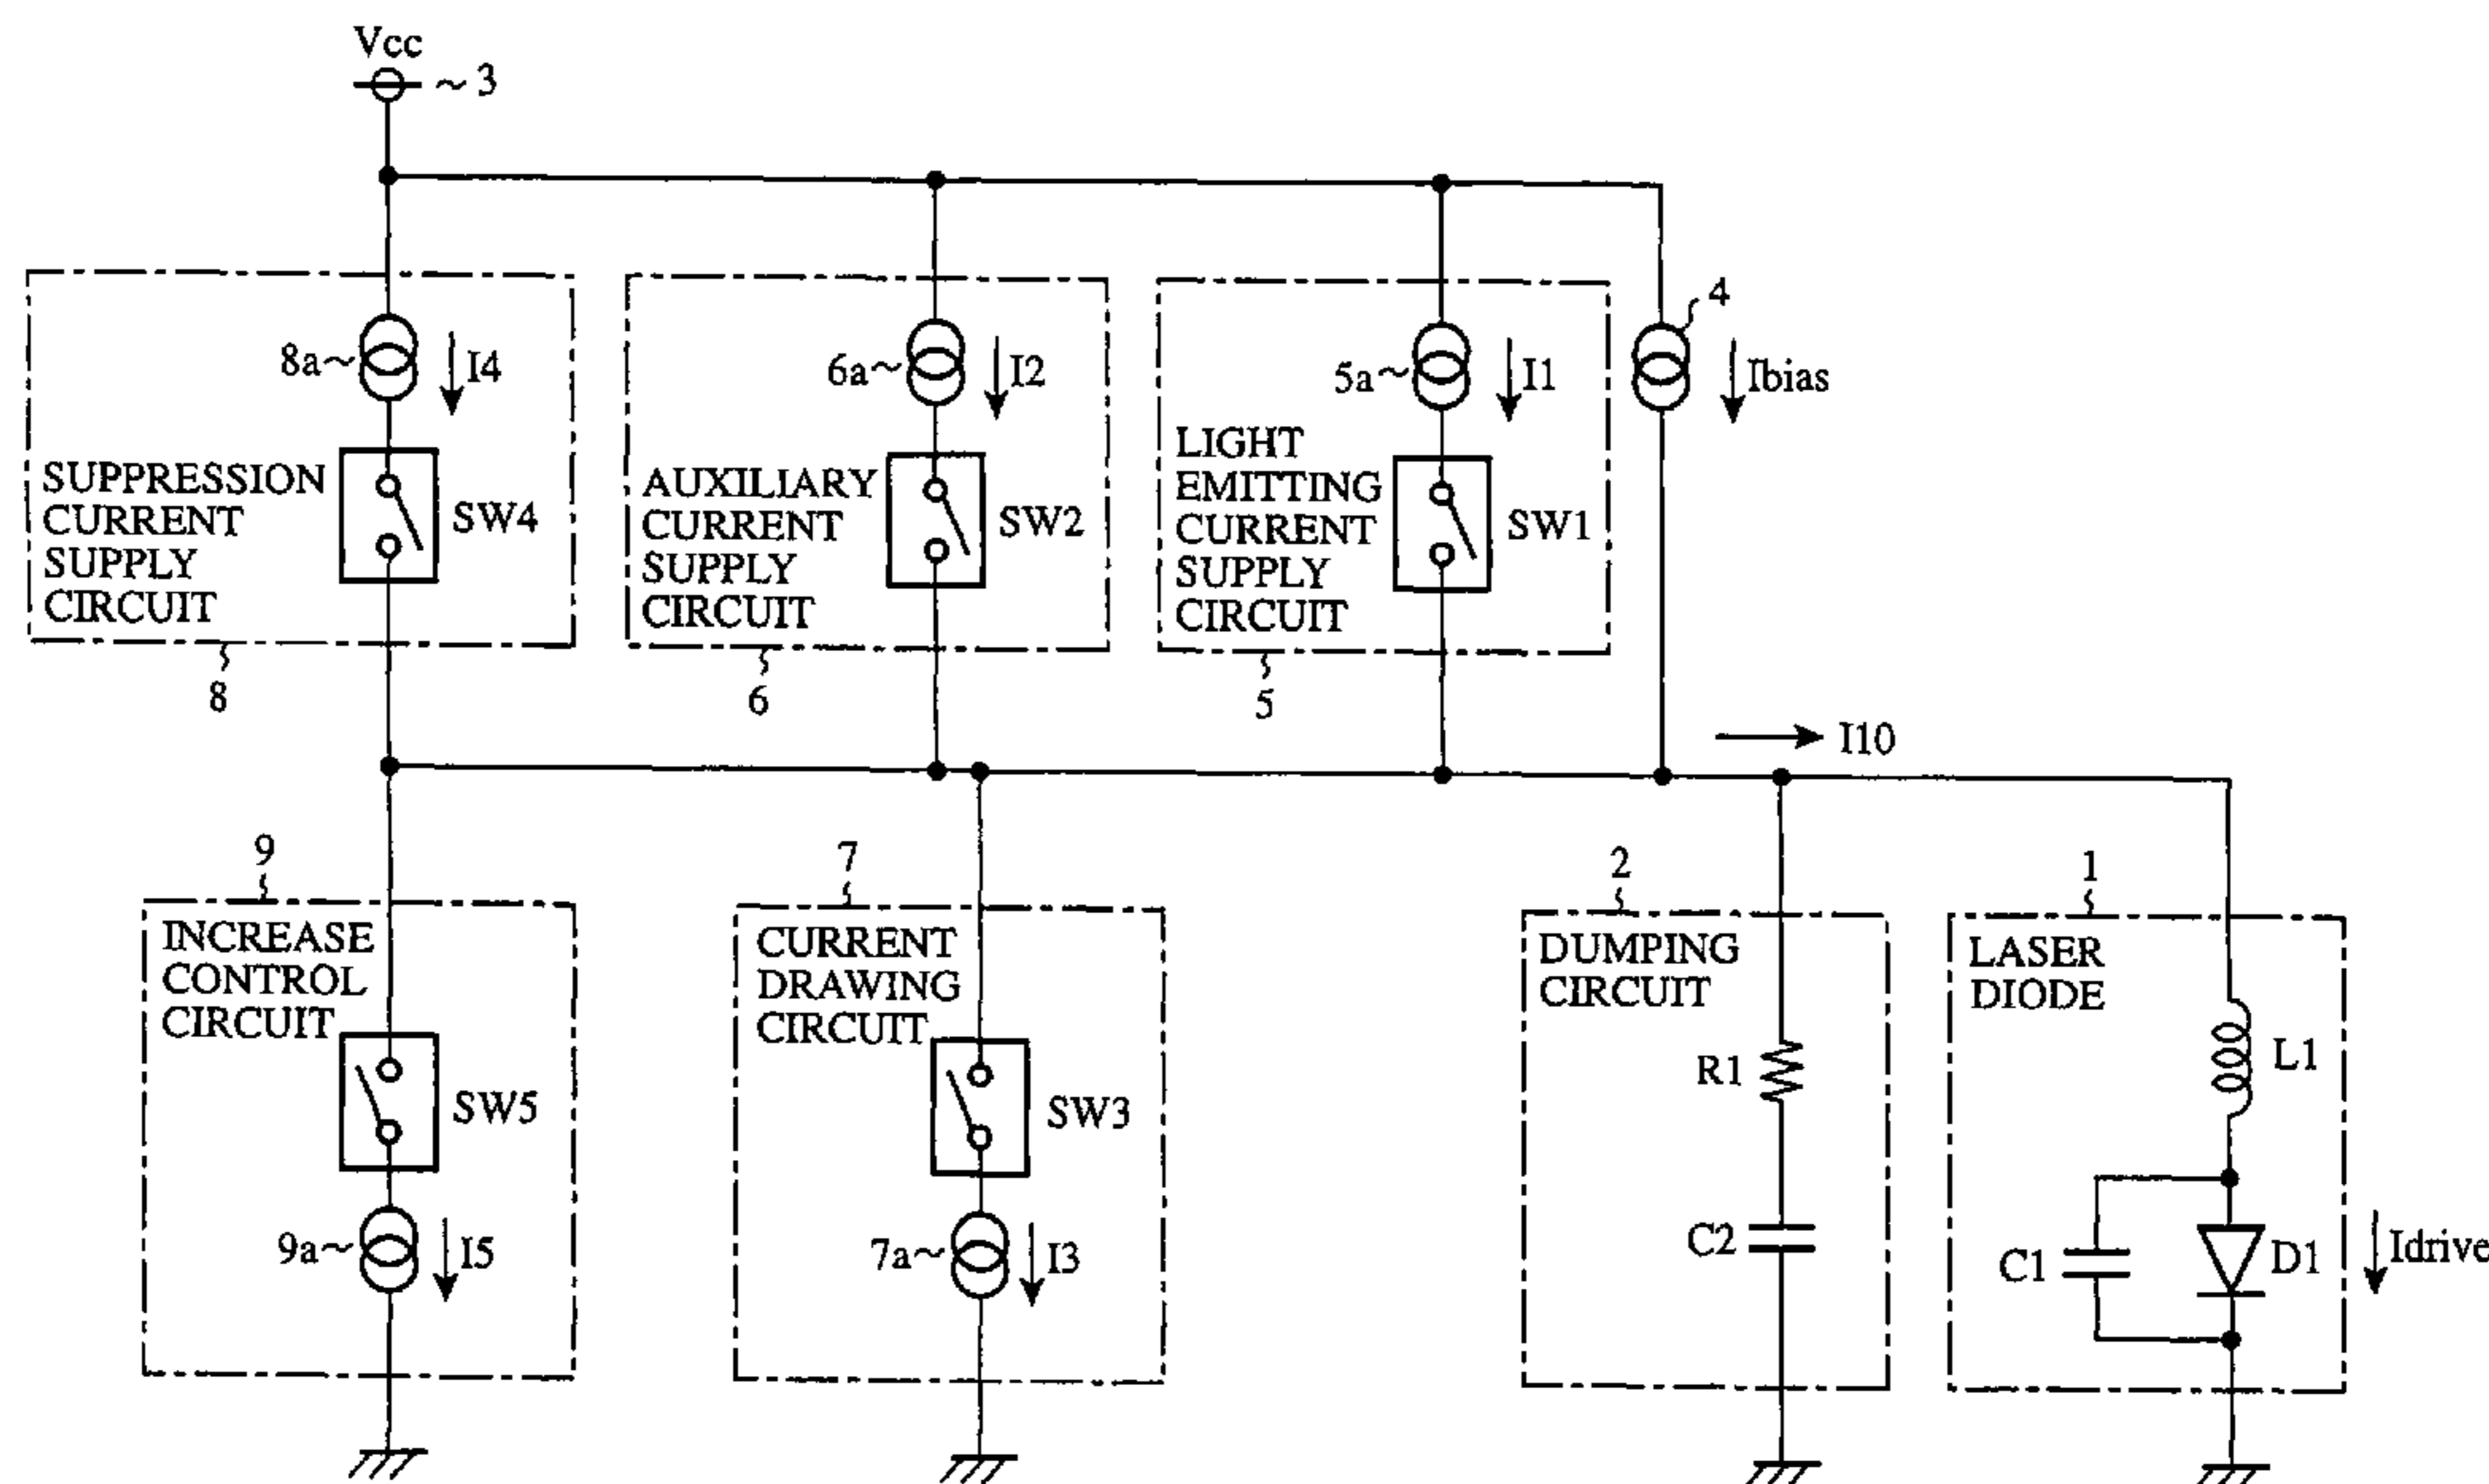 Vcc
3
4
8a
I4
6a
I2
5a
I1
Ibias
SUPPRESSION
CURRENT
SUPPLY
CIRCUIT
SW4
AUXILIARY
CURRENT
SUPPLY
CIRCUIT
SW2
LIGHT
EMITTING
CURRENT
SUPPLY
CIRCUIT
SW1
8
6
5
I10
9
7
2
1
INCREASE
CONTROL
CIRCUIT
SW5
9a
I5
CURRENT
DRAWING
CIRCUIT
SW3
7a
I3
DUMPING
CIRCUIT
R1
C2
LASER
DIODE
L1
C1
D1
Idrive